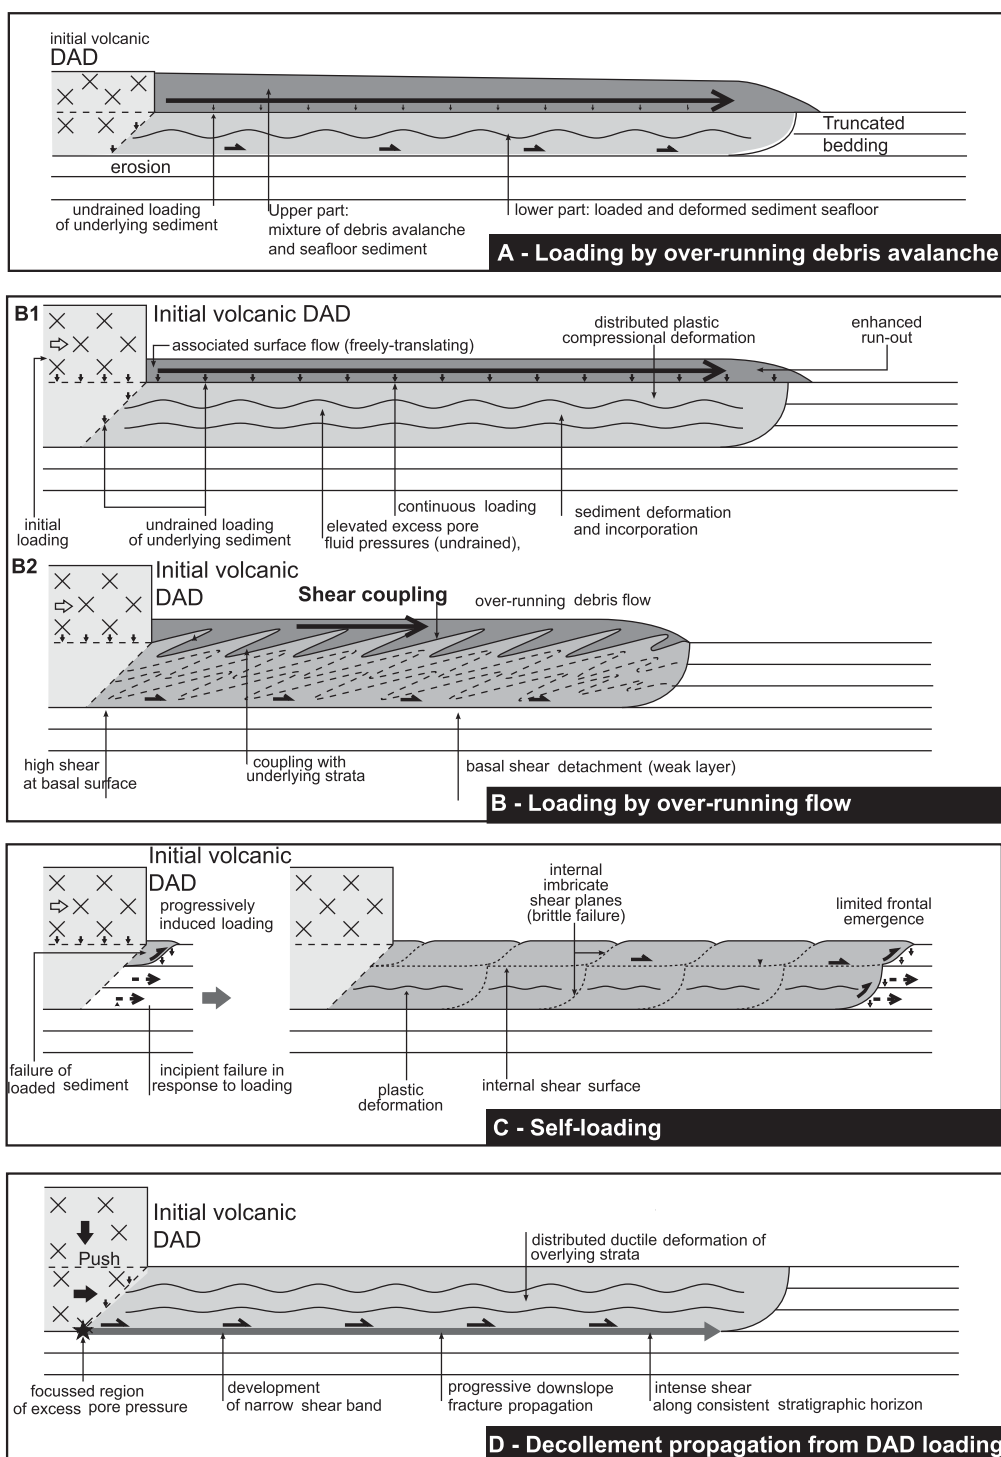 initial volcanic
DAD
Truncated
bedding
erosion
undrained loading
of underlying sediment
Upper part:
mixture of debris avalanche
and seafloor sediment
lower part: loaded and deformed sediment seafloor
A - Loading by over-running debris avalanche
B1
Initial volcanic DAD
associated surface flow (freely-translating)
distributed plastic
compressional deformation
enhanced
run-out
initial
loading
undrained loading
of underlying sediment
elevated excess pore
fluid pressures (undrained),
continuous loading
sediment deformation
and incorporation
B2
Initial volcanic
DAD
Shear coupling
over-running debris flow
high shear
at basal surface
coupling with
underlying strata
basal shear detachment (weak layer)
B - Loading by over-running flow
Initial volcanic
DAD
progressively
induced loading
internal
imbricate
shear planes
(brittle failure)
limited frontal
emergence
failure of
loaded sediment
incipient failure in
response to loading
plastic
deformation
internal shear surface
C - Self-loading
Initial volcanic
DAD
Push
distributed ductile deformation of
overlying strata
focussed region
of excess pore pressure
development
of narrow shear band
progressive downslope
fracture propagation
intense shear
along consistent stratigraphic horizon
D - Decollement propagation from DAD loading